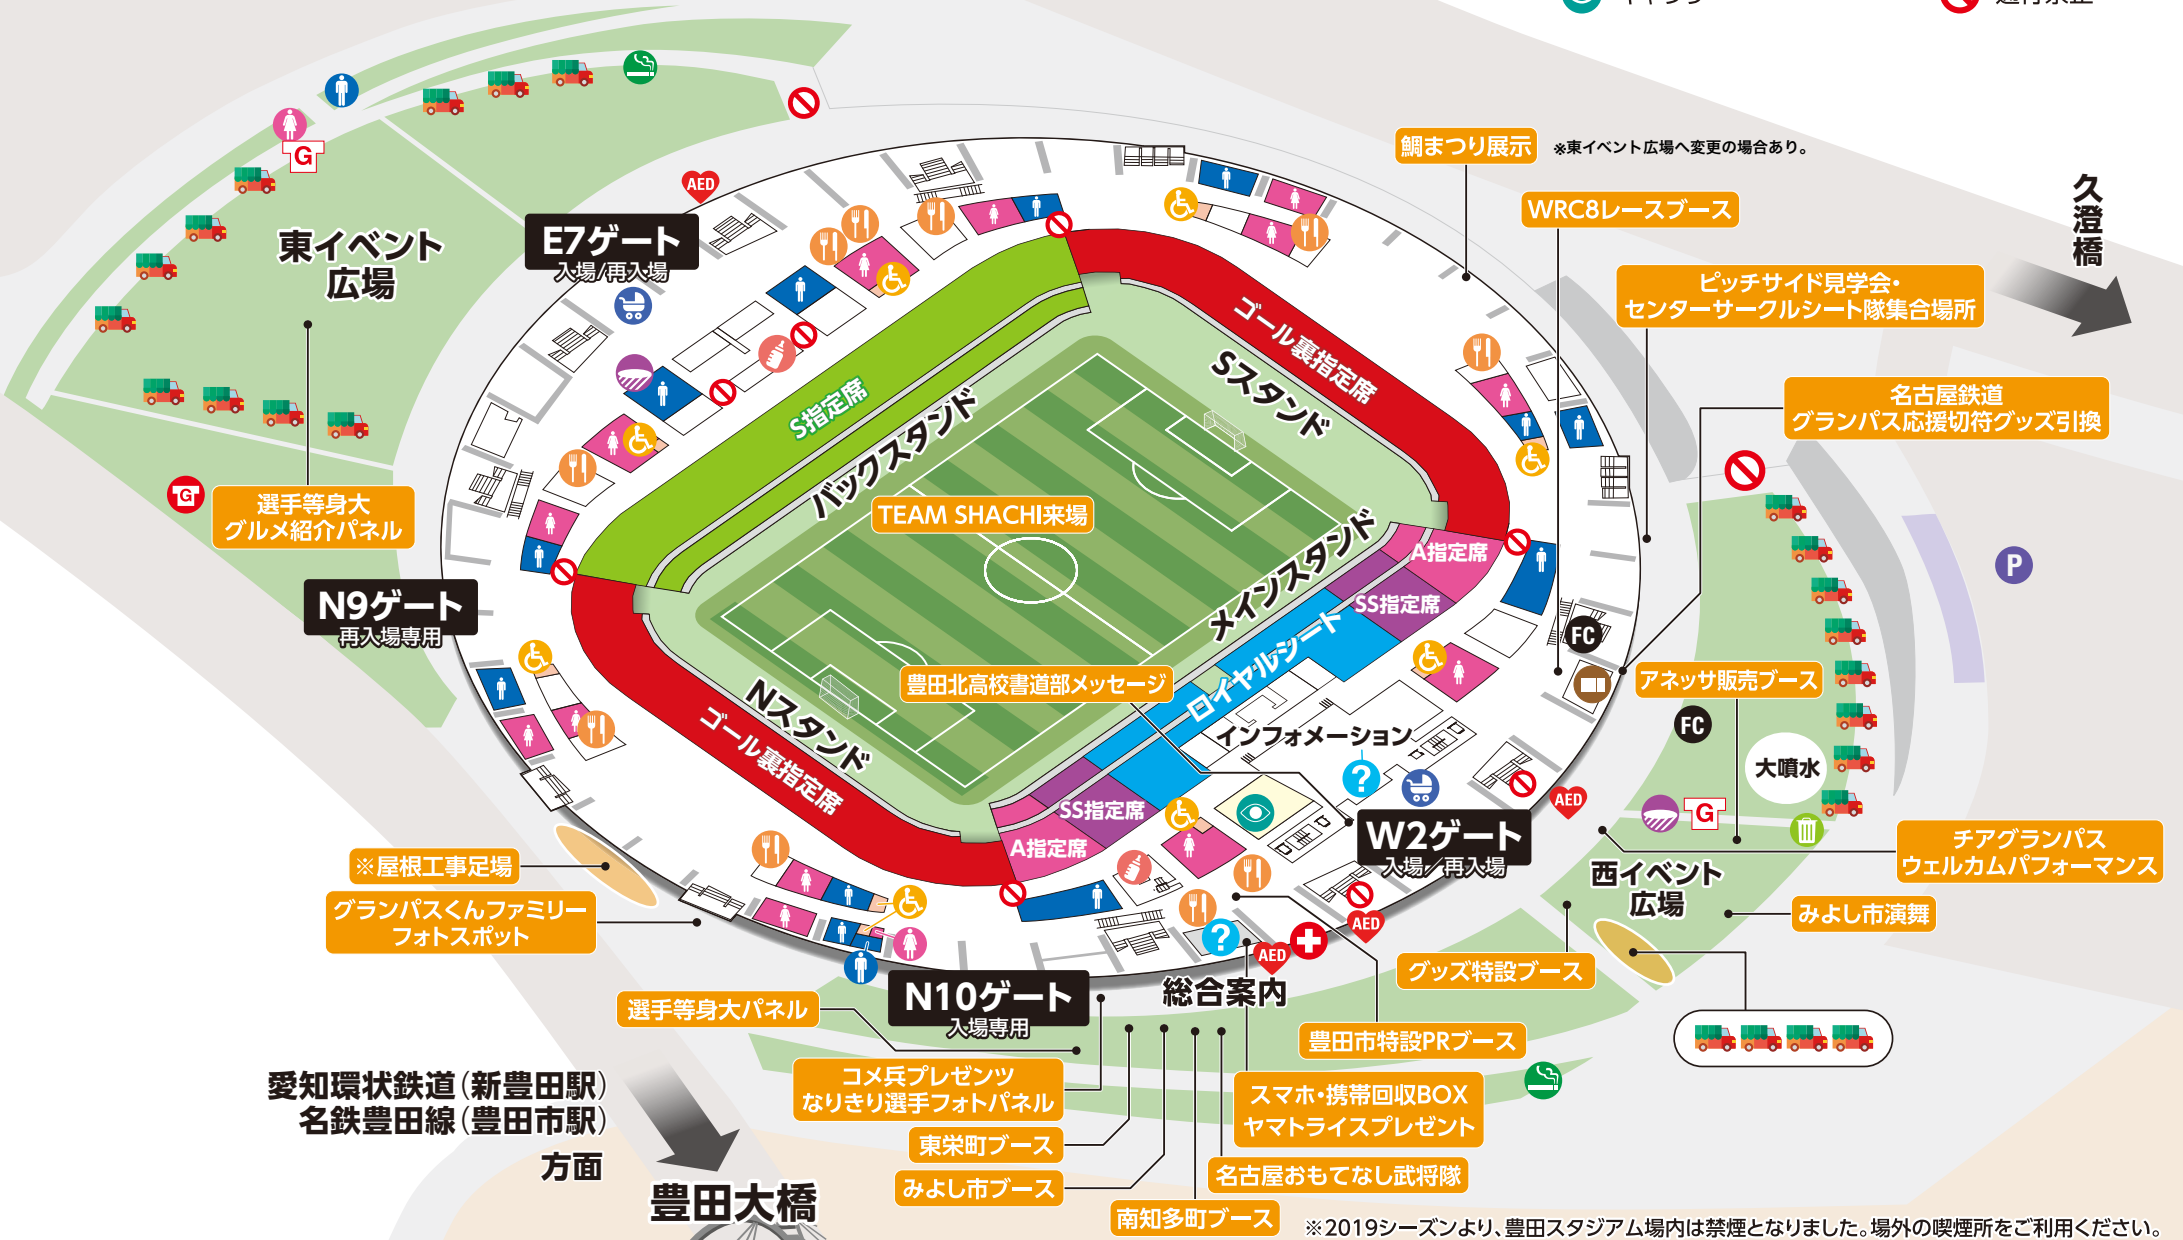 鯛まつり展示
※東イベント広場へ変更の場合あり。
WRC8レースブース
久澄橋
ピッチサイド見学会・
センターサークルシート隊集合場所
名古屋鉄道
グランパス応援切符グッズ引換
AED
E7ゲート
入場/再入場
東イベント
広場
G
G
選手等身大
グルメ紹介パネル
N9ゲート
再入場専用
S指定席
バックスタンド
ゴール裏指定席
Sスタンド
TEAM SHACHI来場
メインスタンド
A指定席
SS指定席
ロイヤルシート
豊田北高校書道部メッセージ
Nスタンド
ゴール裏指定席
SS指定席
A指定席
インフォメーション
?
FC
FC
P
アネッサ販売ブース
大噴水
G
AED
W2ゲート
入場/再入場
チアグランパス
ウェルカムパフォーマンス
西イベント
広場
みよし市演舞
※屋根工事足場
グランパスくんファミリー
フォトスポット
AED
AED
?
グッズ特設ブース
N10ゲート
入場専用
総合案内
選手等身大パネル
豊田市特設PRブース
コメ兵プレゼンツ
なりきり選手フォトパネル
スマホ・携帯回収BOX
ヤマトライスプレゼント
東栄町ブース
みよし市ブース
名古屋おもてなし武将隊
南知多町ブース
愛知環状鉄道(新豊田駅)
名鉄豊田線(豊田市駅)
方面
豊田大橋
※2019シーズンより、豊田スタジアム場内は禁煙となりました。場外の喫煙所をご利用ください。